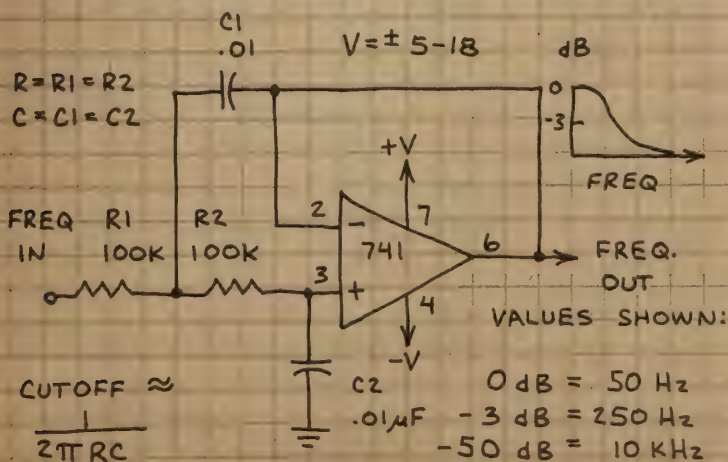 C1
.01
V = ± 5-18
dB
R = R1 = R2
C = C1 = C2
0
-3
+V
FREQ
FREQ
IN
R1
100K
R2
100K
2
-
7
741
6
3
+
4
FREQ.
OUT
-V
VALUES SHOWN:
CUTOFF ≈
1
2πRC
C2
.01µF
0 dB = 50 Hz
-3 dB = 250 Hz
-50 dB = 10 KHz